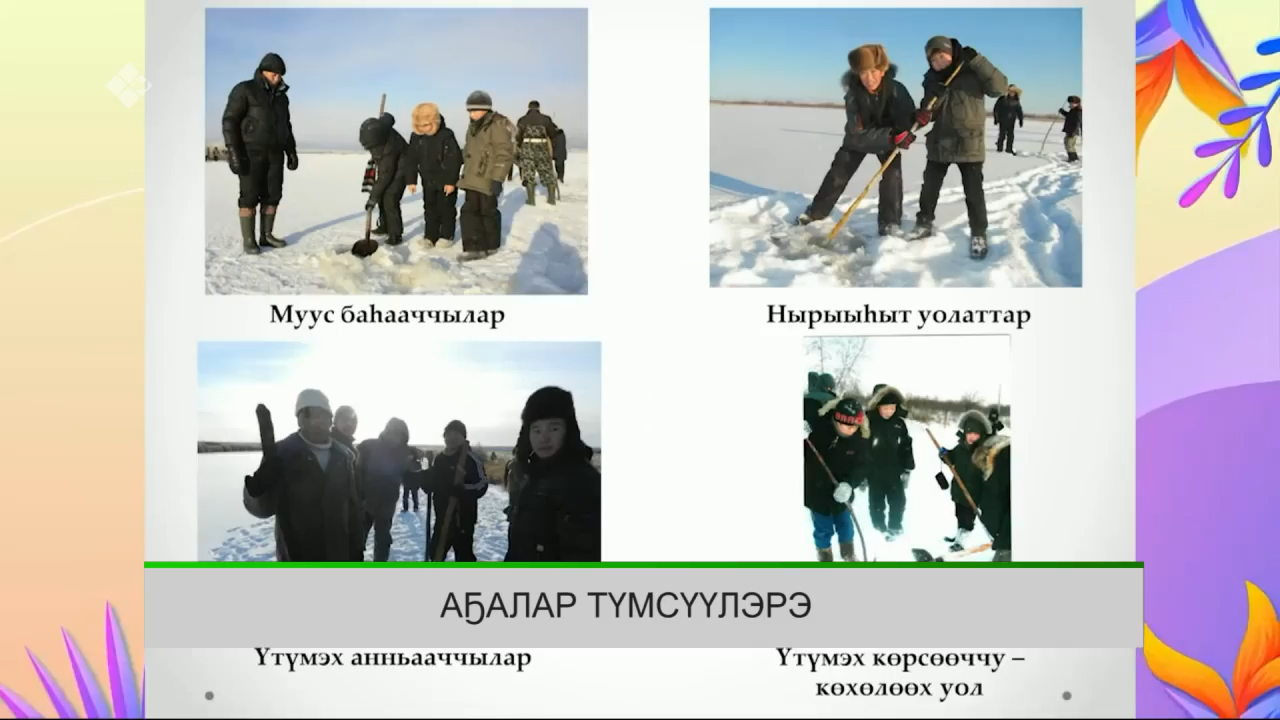 Муус баһааччылар
Нырыыһыт уолаттар
АҔАЛАР ТҮМСҮҮЛЭРЭ
Үтүмэх анньааччылар
Үтүмэх көрсөөччү –
көхөлөөх уол